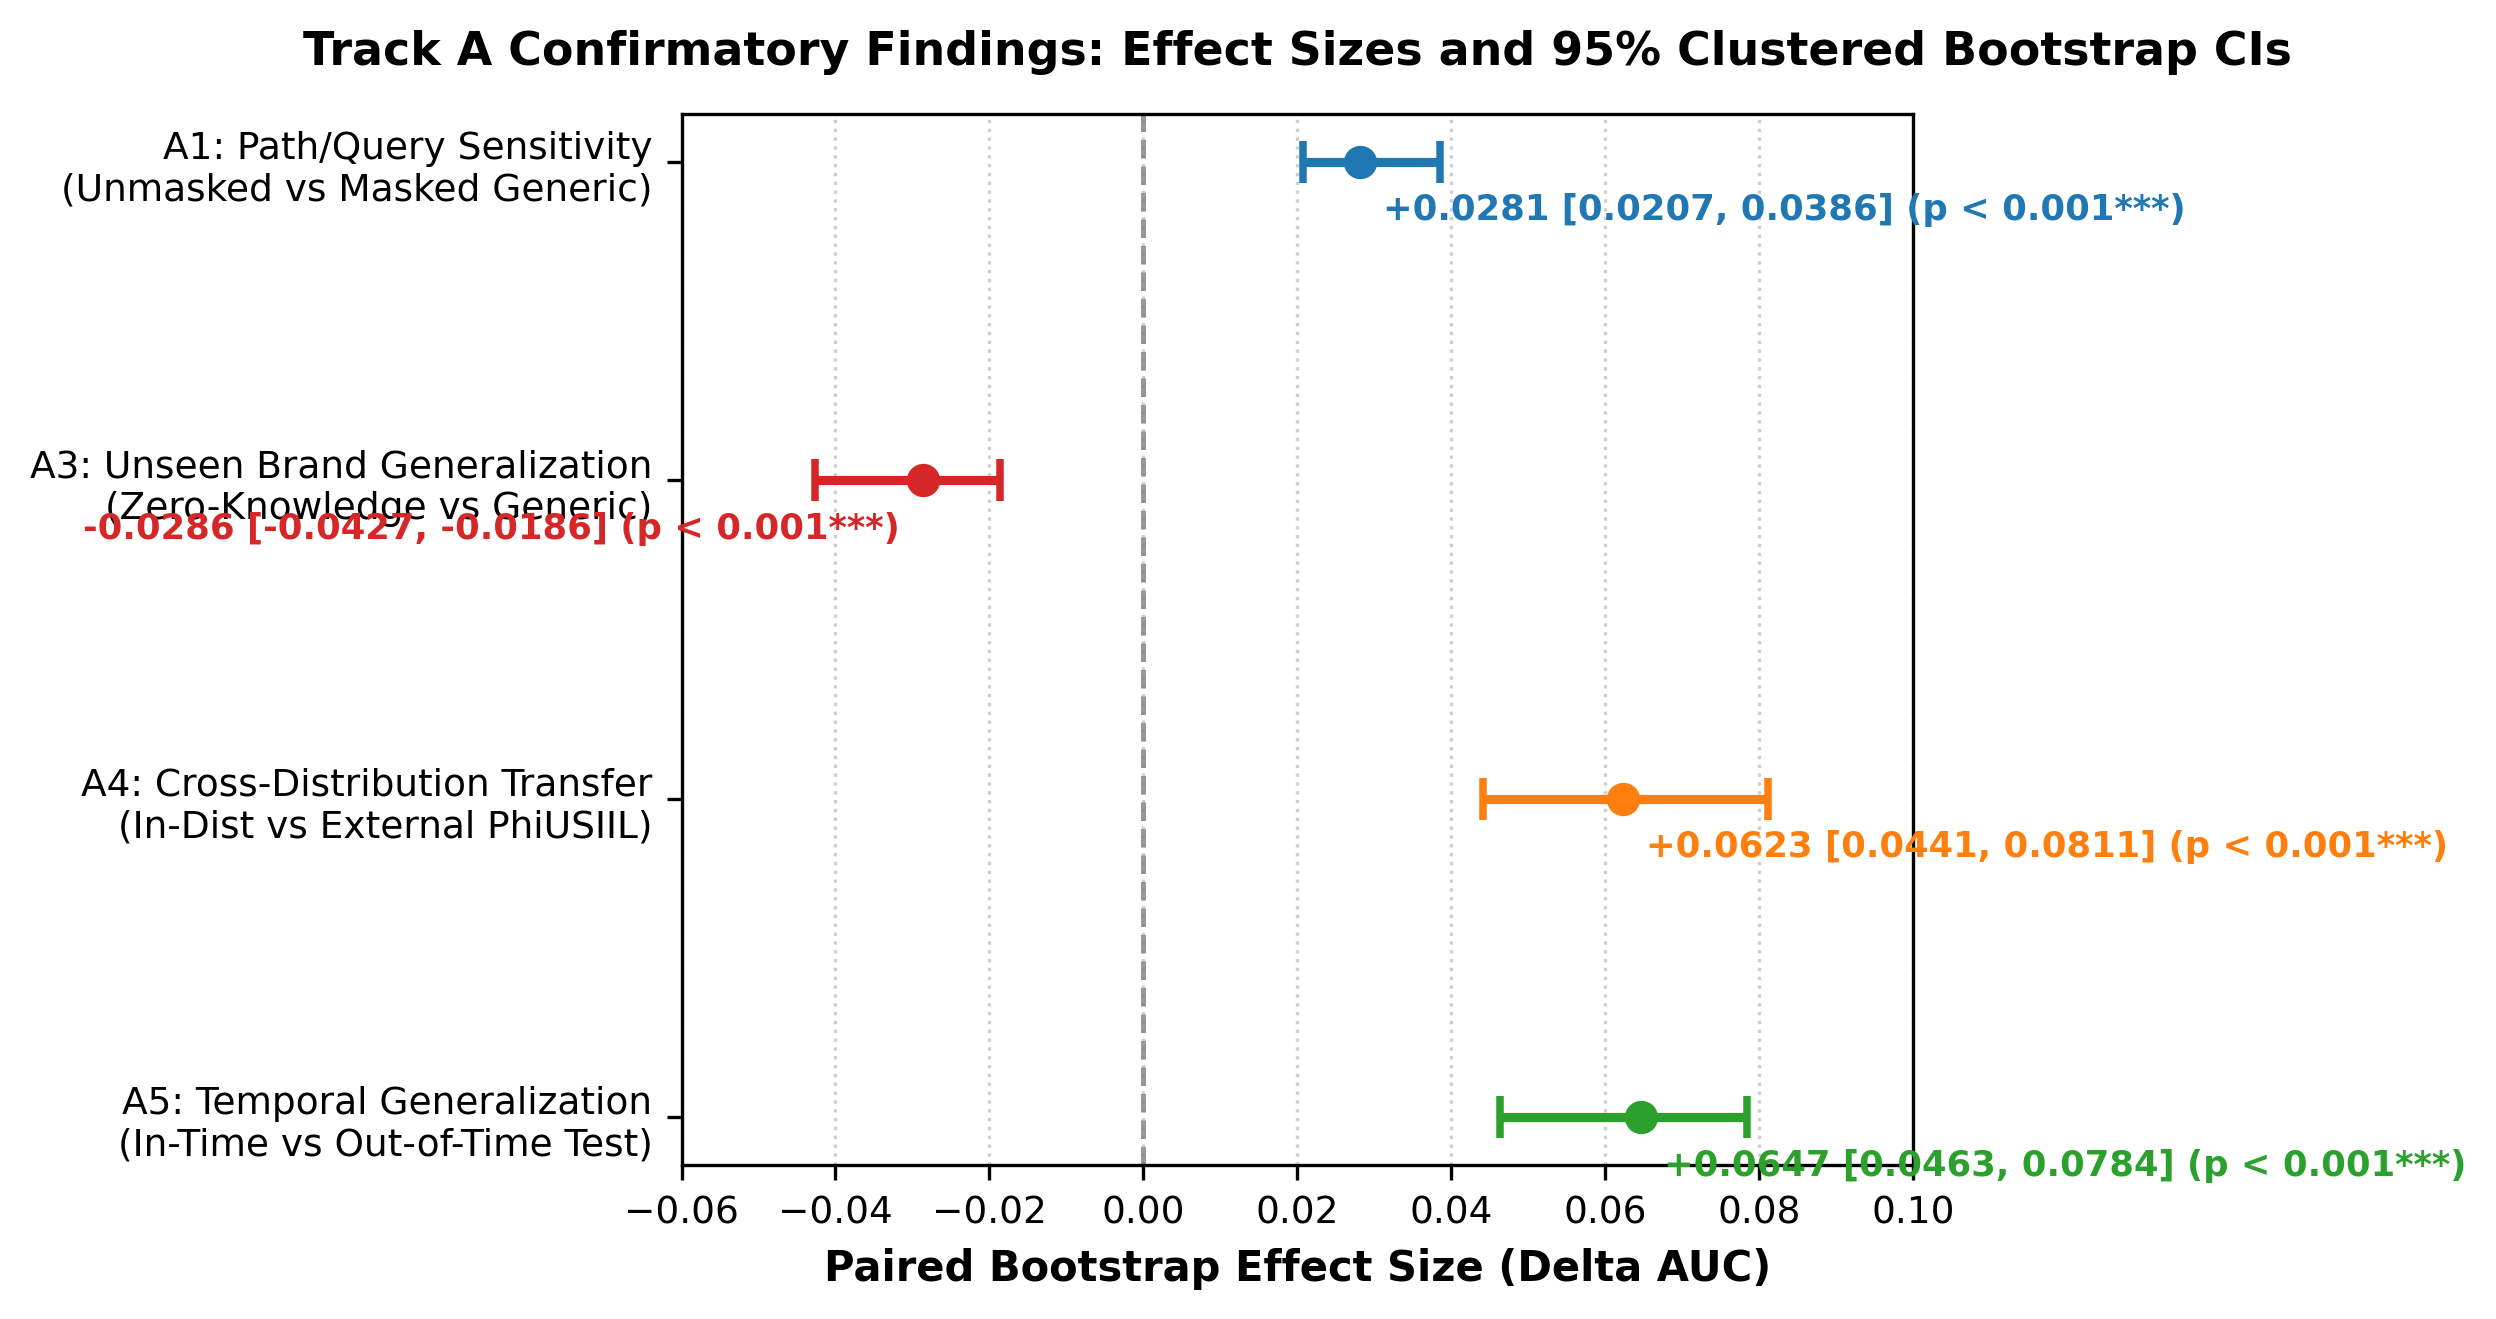 Track A Confirmatory Findings: Effect Sizes and 95% Clustered Bootstrap CIs
A1: Path/Query Sensitivity
(Unmasked vs Masked Generic)
+0.0281 [0.0207, 0.0386] (p < 0.001***)
A3: Unseen Brand Generalization
(Zero-Knowledge vs Generic)
-0.0286 [-0.0427, -0.0186] (p < 0.001***)
A4: Cross-Distribution Transfer
(In-Dist vs External PhiUSIIL)
+0.0623 [0.0441, 0.0811] (p < 0.001***)
A5: Temporal Generalization
(In-Time vs Out-of-Time Test)
+0.0647 [0.0463, 0.0784] (p < 0.001***)
−0.06 −0.04 −0.02 0.00 0.02 0.04 0.06 0.08 0.10
Paired Bootstrap Effect Size (Delta AUC)